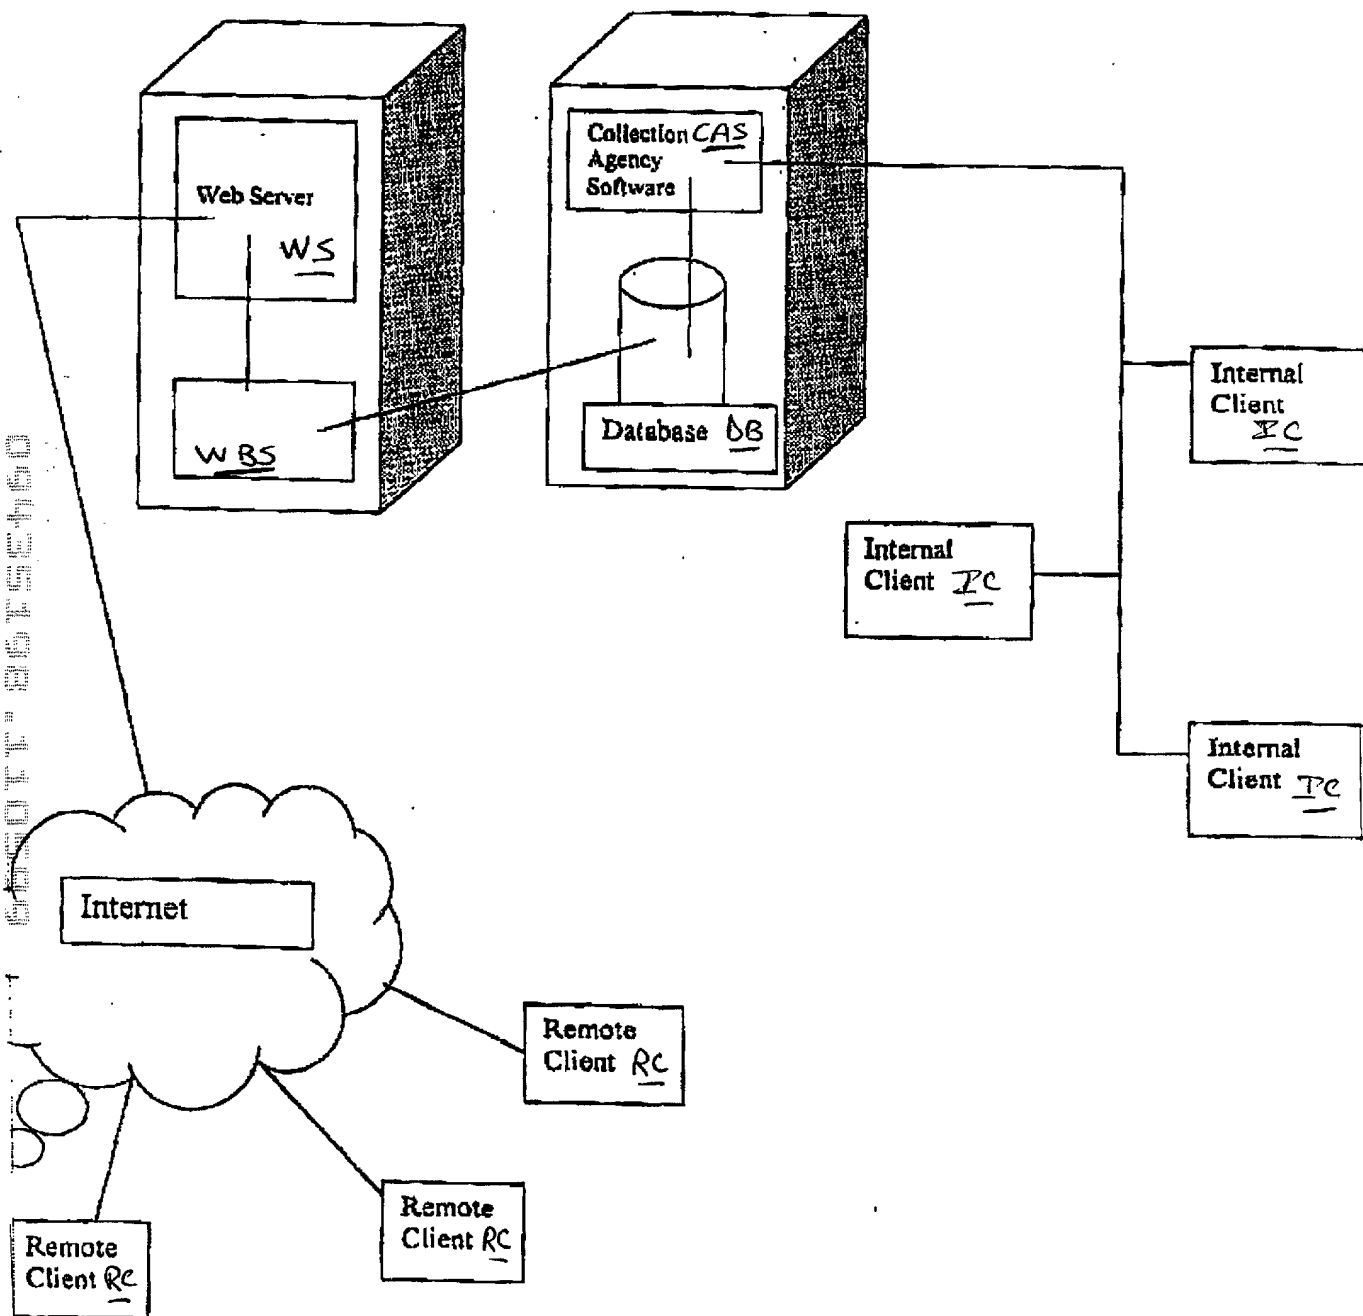 Collection CAS
Agency
Software
Web Server
WS
WBS
Database DB
Internal
Client IC
Internal
Client IC
Internal
Client IC
Internet
Remote
Client RC
Remote
Client RC
Remote
Client RC